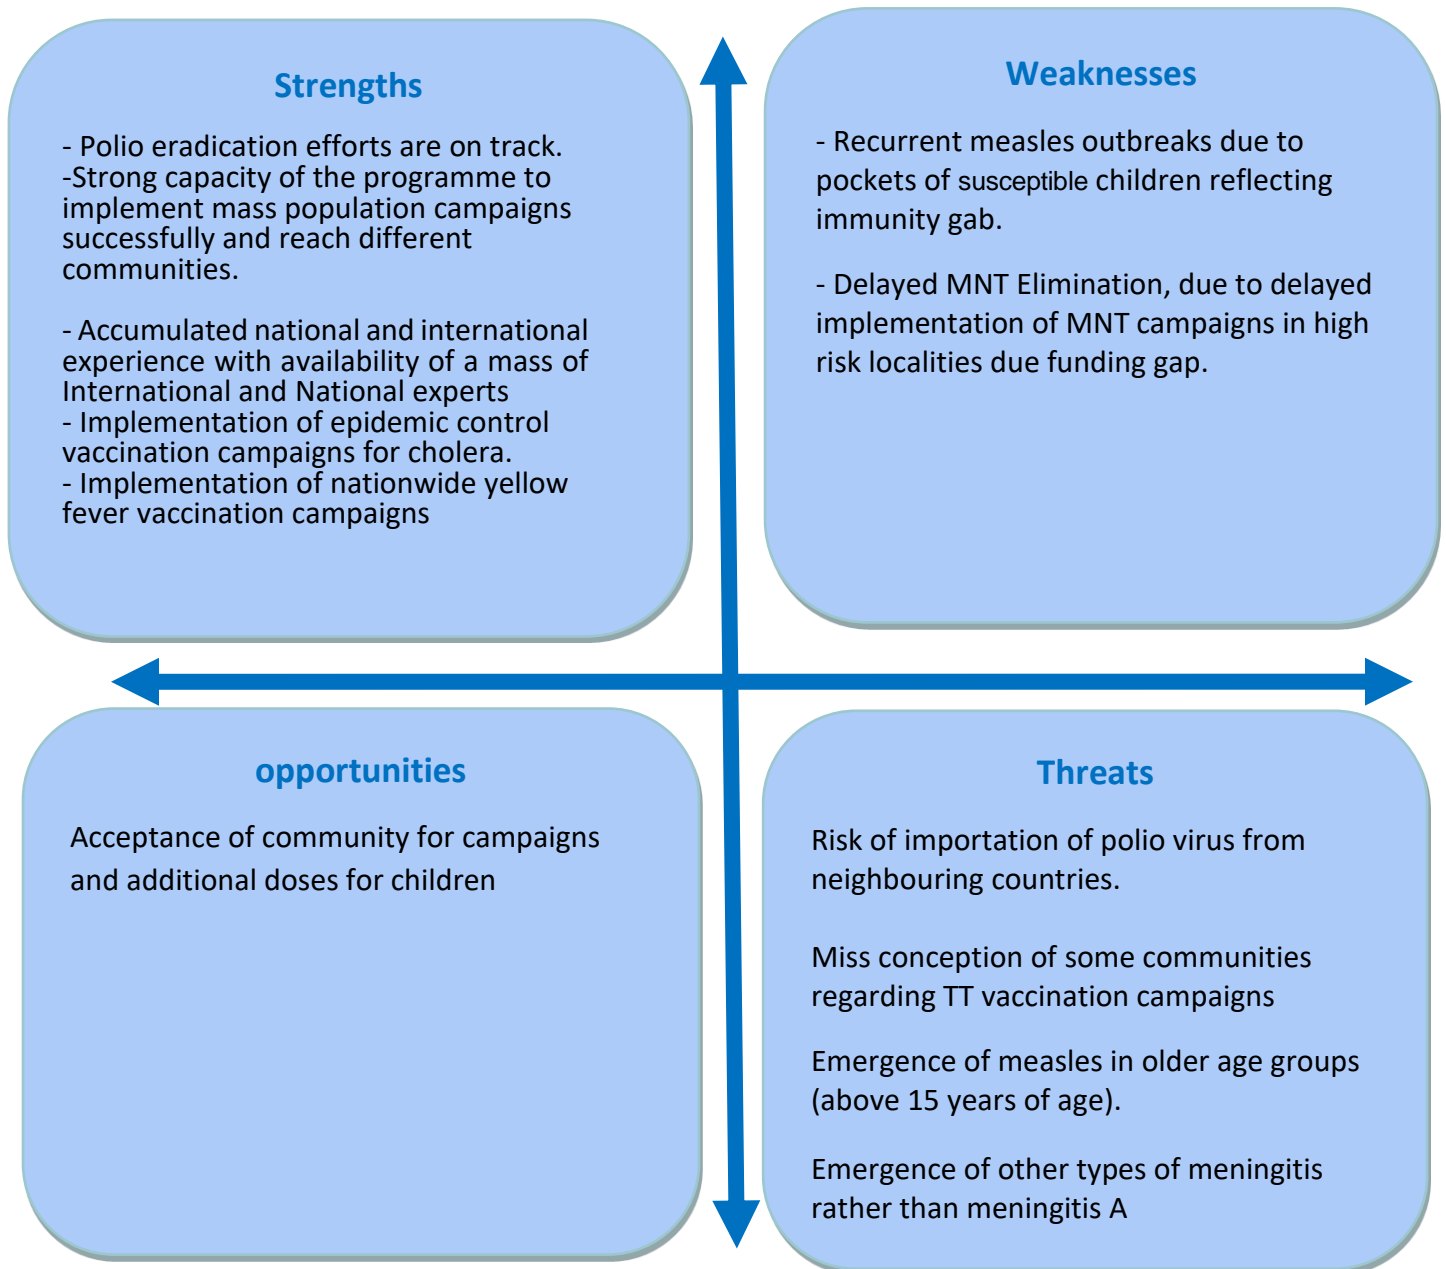 Strengths
- Polio eradication efforts are on track.
-Strong capacity of the programme to
implement mass population campaigns
successfully and reach different
communities.
- Accumulated national and international
experience with availability of a mass of
International and National experts
- Implementation of epidemic control
vaccination campaigns for cholera.
- Implementation of nationwide yellow
fever vaccination campaigns
Weaknesses
- Recurrent measles outbreaks due to
pockets of susceptible children reflecting
immunity gab.
- Delayed MNT Elimination, due to delayed
implementation of MNT campaigns in high
risk localities due funding gap.
opportunities
Acceptance of community for campaigns
and additional doses for children
Threats
Risk of importation of polio virus from
neighbouring countries.
Miss conception of some communities
regarding TT vaccination campaigns
Emergence of measles in older age groups
(above 15 years of age).
Emergence of other types of meningitis
rather than meningitis A